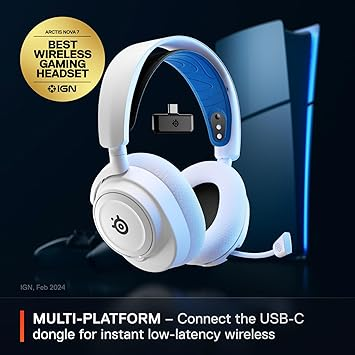 ARCTIS NOVA 7
BEST
WIRELESS
GAMING
HEADSET
IGN
IGN, Feb 2024
MULTI-PLATFORM – Connect the USB-C
dongle for instant low-latency wireless